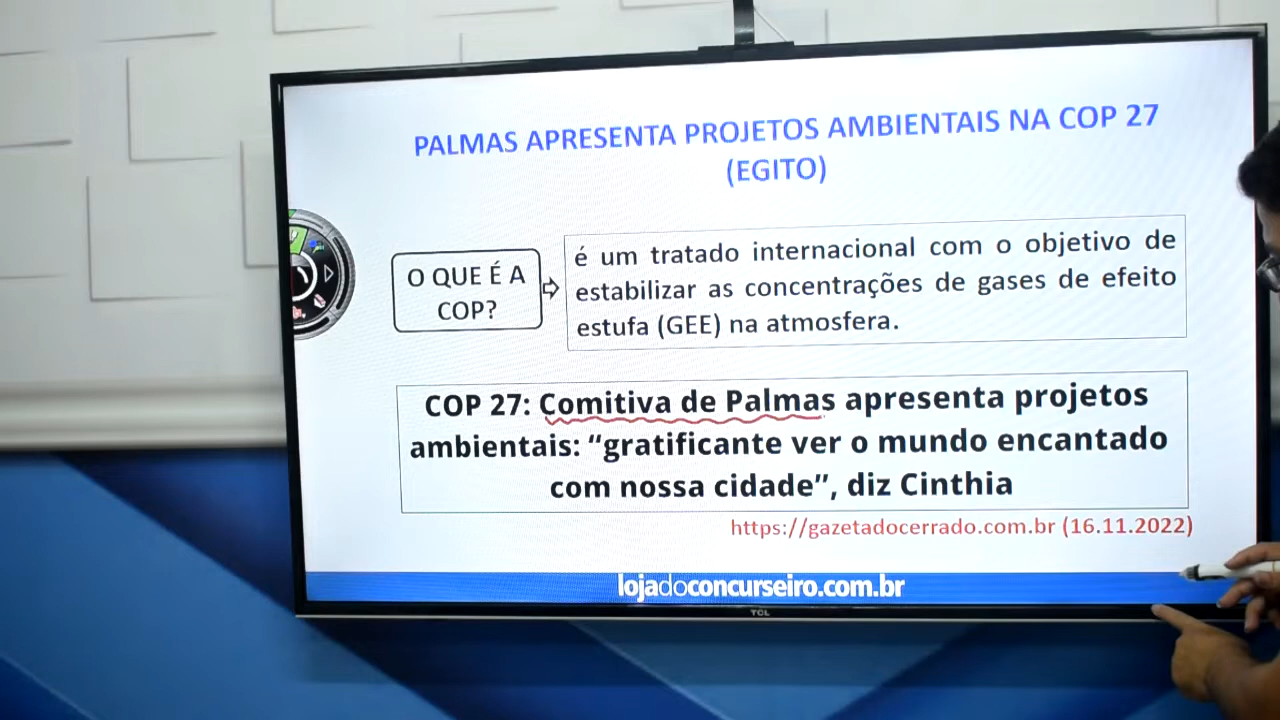 PALMAS APRESENTA PROJETOS AMBIENTAIS NA COP 27
(EGITO)
O QUE É A
COP?
é um tratado internacional com o objetivo de
estabilizar as concentrações de gases de efeito
estufa (GEE) na atmosfera.
COP 27: Comitiva de Palmas apresenta projetos
ambientais: “gratificante ver o mundo encantado
com nossa cidade”, diz Cinthia
https://gazetadocerrado.com.br (16.11.2022)
lojadoconcurseiro.com.br
TCL